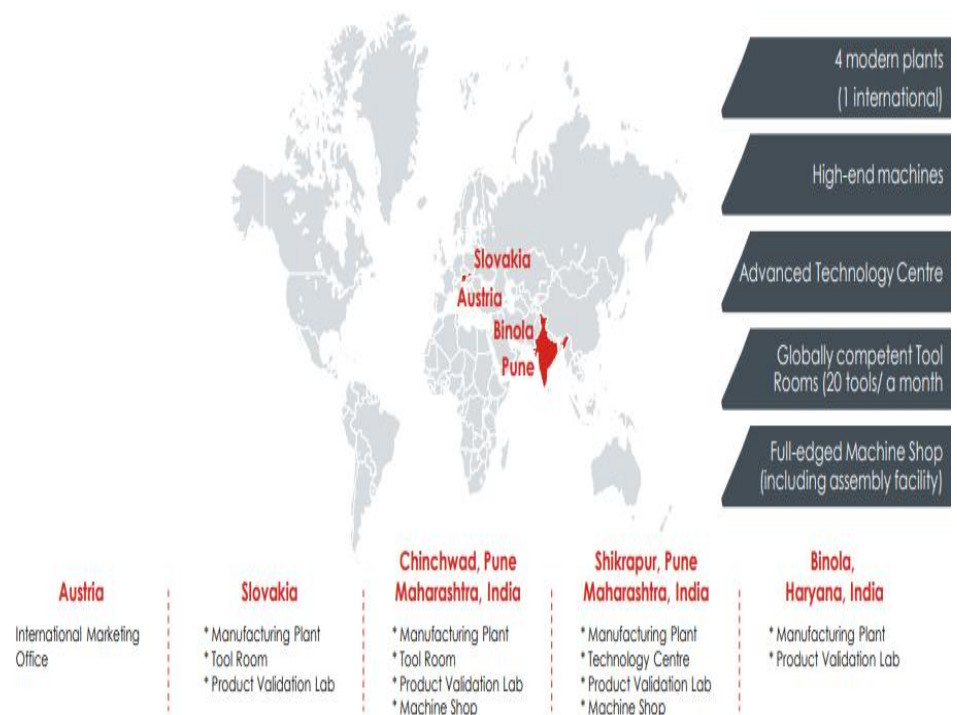 4 modern plants
(1 international)
High-end machines
Advanced Technology Centre
Globally competent Tool
Rooms (20 tools/ a month
Full-edged Machine Shop
(including assembly facility)
Slovakia
Austria
Binola
Pune
Austria
International Marketing
Office
Slovakia
* Manufacturing Plant
* Tool Room
* Product Validation Lab
Chinchwad, Pune
Maharashtra, India
* Manufacturing Plant
* Tool Room
* Product Validation Lab
* Machine Shop
Shikrapur, Pune
Maharashtra, India
* Manufacturing Plant
* Technology Centre
* Product Validation Lab
* Machine Shop
Binola,
Haryana, India
* Manufacturing Plant
* Product Validation Lab